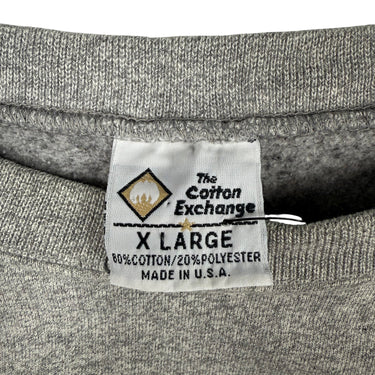 The
Cotton
Exchange
X LARGE
80%COTTON/20%POLYESTER
MADE IN U.S.A.